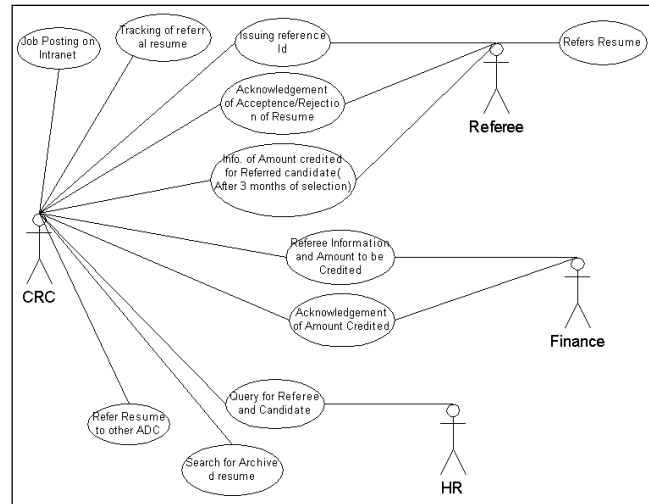 Job Posting on
Intranet
Tracking of referr
al resume
Issuing reference
Id
Refers Resume
Referee
Acknowledgement
of Acceptence/Rejectio
n of Resume
Info. of Amount credited
for Referred candidate(
After 3 months of selection)
CRC
Referee Information
and Amount to be
Credited
Finance
Acknowledgement
of Amount Credited
Query for Referee
and Candidate
HR
Refer Resume
to other ADC
Search for Archive
d resume